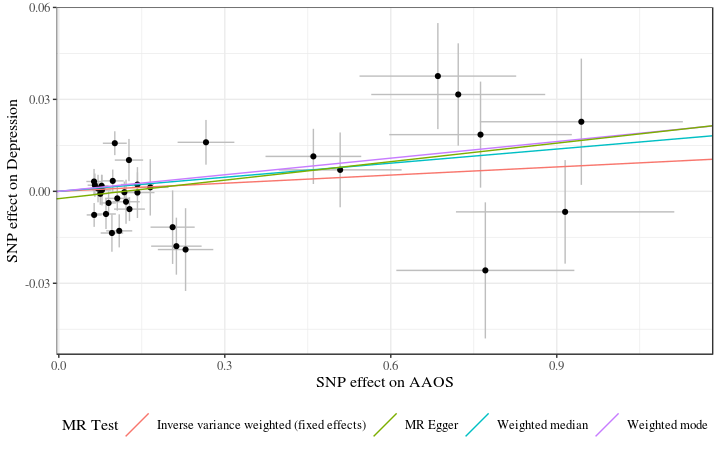 0.06
0.03
0.00
-0.03
SNP effect on Depression
0.0 0.3 0.6 0.9
SNP effect on AAOS
MR Test Inverse variance weighted (fixed effects) MR Egger Weighted median Weighted mode